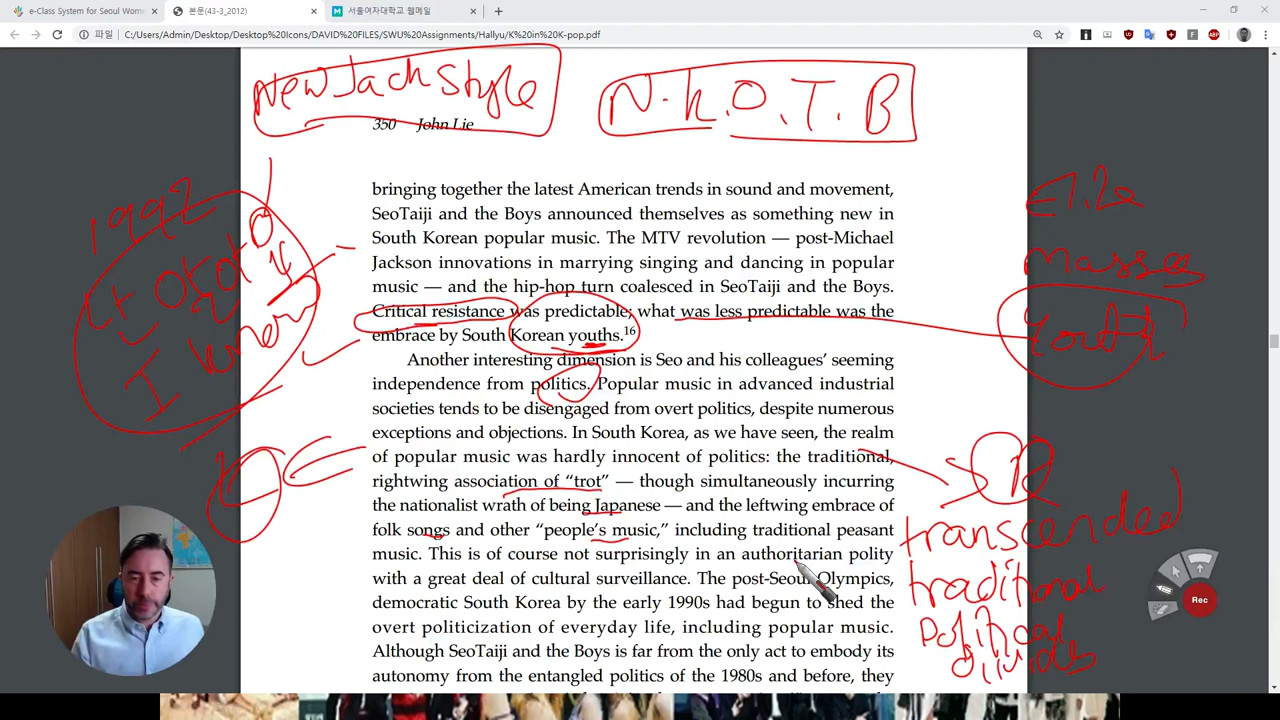 e-Class System for Seoul Wome
본문(43-3_2012)
서울여자대학교 웹메일
파일
C:/Users/Admin/Desktop/Desktop%20Icons/DAVID%20FILES/SWU%20Assignments/Hallyu/K%20in%20K-pop.pdf
New Jack Style
N.K.O.T.B
350 John Lie
bringing together the latest American trends in sound and movement,
SeoTaiji and the Boys announced themselves as something new in
South Korean popular music. The MTV revolution — post-Michael
Jackson innovations in marrying singing and dancing in popular
music — and the hip-hop turn coalesced in SeoTaiji and the Boys.
Critical resistance was predictable; what was less predictable was the
embrace by South Korean youths.16
Another interesting dimension is Seo and his colleagues' seeming
independence from politics. Popular music in advanced industrial
societies tends to be disengaged from overt politics, despite numerous
exceptions and objections. In South Korea, as we have seen, the realm
of popular music was hardly innocent of politics: the traditional,
rightwing association of "trot" — though simultaneously incurring
the nationalist wrath of being Japanese — and the leftwing embrace of
folk songs and other "people's music," including traditional peasant
music. This is of course not surprisingly in an authoritarian polity
with a great deal of cultural surveillance. The post-Seoul Olympics,
democratic South Korea by the early 1990s had begun to shed the
overt politicization of everyday life, including popular music.
Although SeoTaiji and the Boys is far from the only act to embody its
autonomy from the entangled politics of the 1980s and before, they
1992
I know
Elite
Masses
Youth
R
transcended
traditional
political
divides
Rec